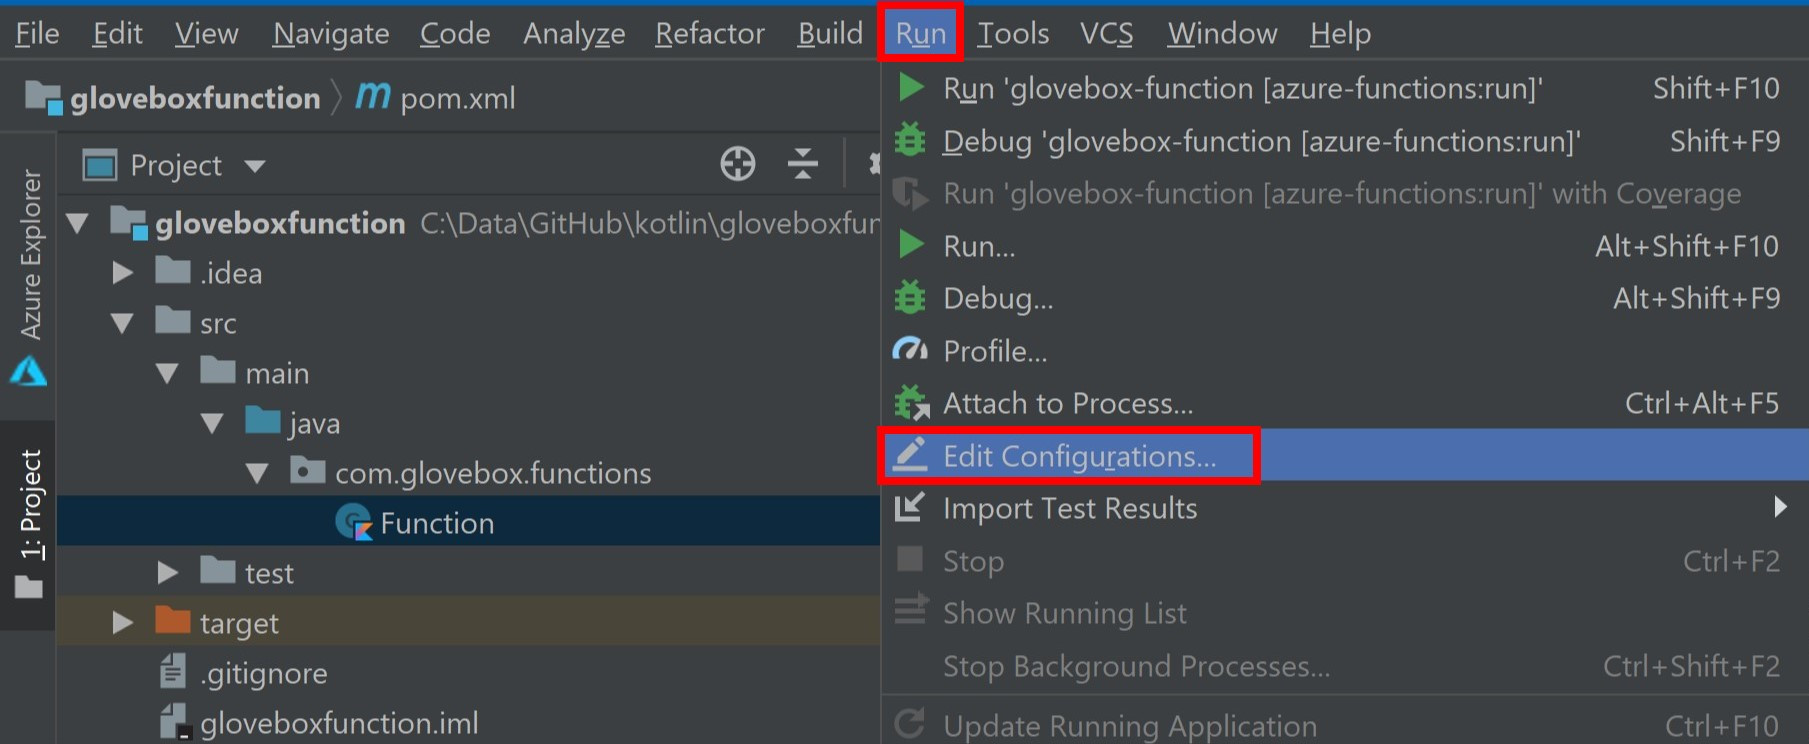 File Edit View Navigate Code Analyze Refactor Build Run Tools VCS Window Help
gloveboxfunction m pom.xml
Project
Azure Explorer
1: Project
gloveboxfunction C:\Data\GitHub\kotlin\gloveboxfun
.idea
src
main
java
com.glovebox.functions
Function
test
target
.gitignore
gloveboxfunction.iml
Run 'glovebox-function [azure-functions:run]' Shift+F10
Debug 'glovebox-function [azure-functions:run]' Shift+F9
Run 'glovebox-function [azure-functions:run]' with Coverage
Run... Alt+Shift+F10
Debug... Alt+Shift+F9
Profile...
Attach to Process... Ctrl+Alt+F5
Edit Configurations...
Import Test Results
Stop Ctrl+F2
Show Running List
Stop Background Processes... Ctrl+Shift+F2
Update Running Application Ctrl+F10